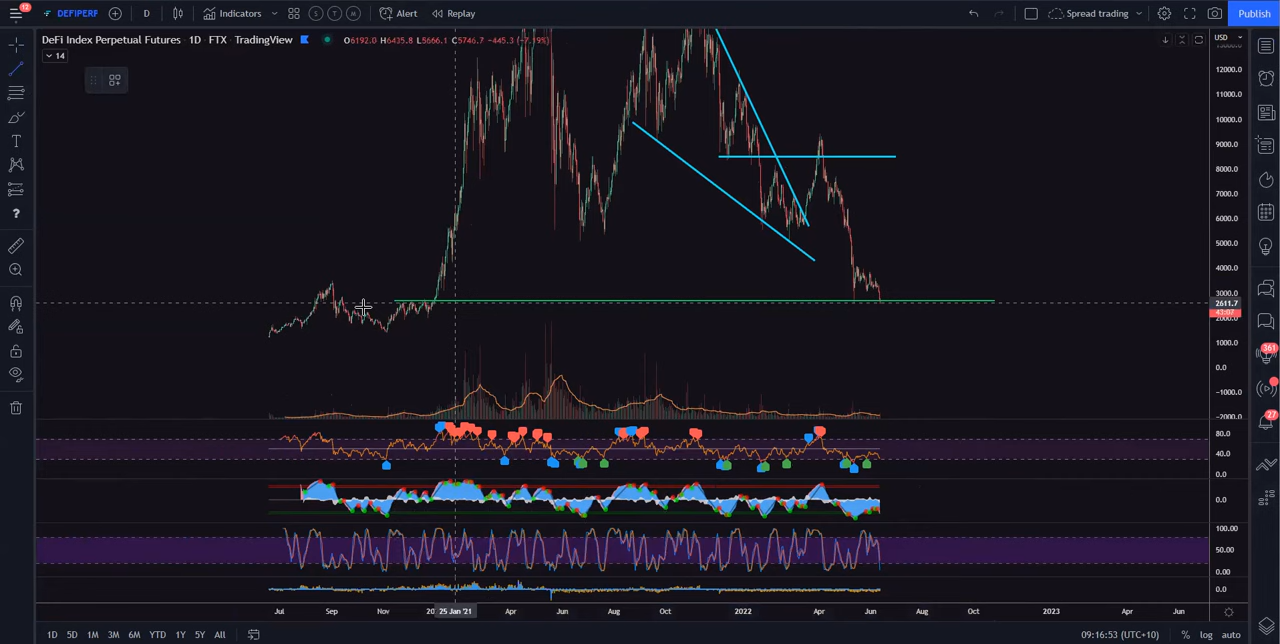 12
DEFIPERF
D
Indicators
S
T
M
Alert
Replay
Spread trading
Publish
DeFi Index Perpetual Futures · 1D · FTX · TradingView
O6192.0 H6435.8 L5666.1 C5746.7 -445.3 (-7.19%)
14
USD
12000.0
11000.0
10000.0
9000.0
8000.0
7000.0
6000.0
5000.0
4000.0
3000.0
2611.7
43:07
1000.0
0.0
-1000.0
-2000.0
80.0
40.0
0.0
0.0
100.00
50.00
0.00
0.0
361
27
Jul
Sep
Nov
25 Jan '21
Apr
Jun
Aug
Oct
2022
Apr
Jun
Aug
Oct
2023
Apr
Jun
1D 5D 1M 3M 6M YTD 1Y 5Y All
09:16:53 (UTC+10)
% log auto